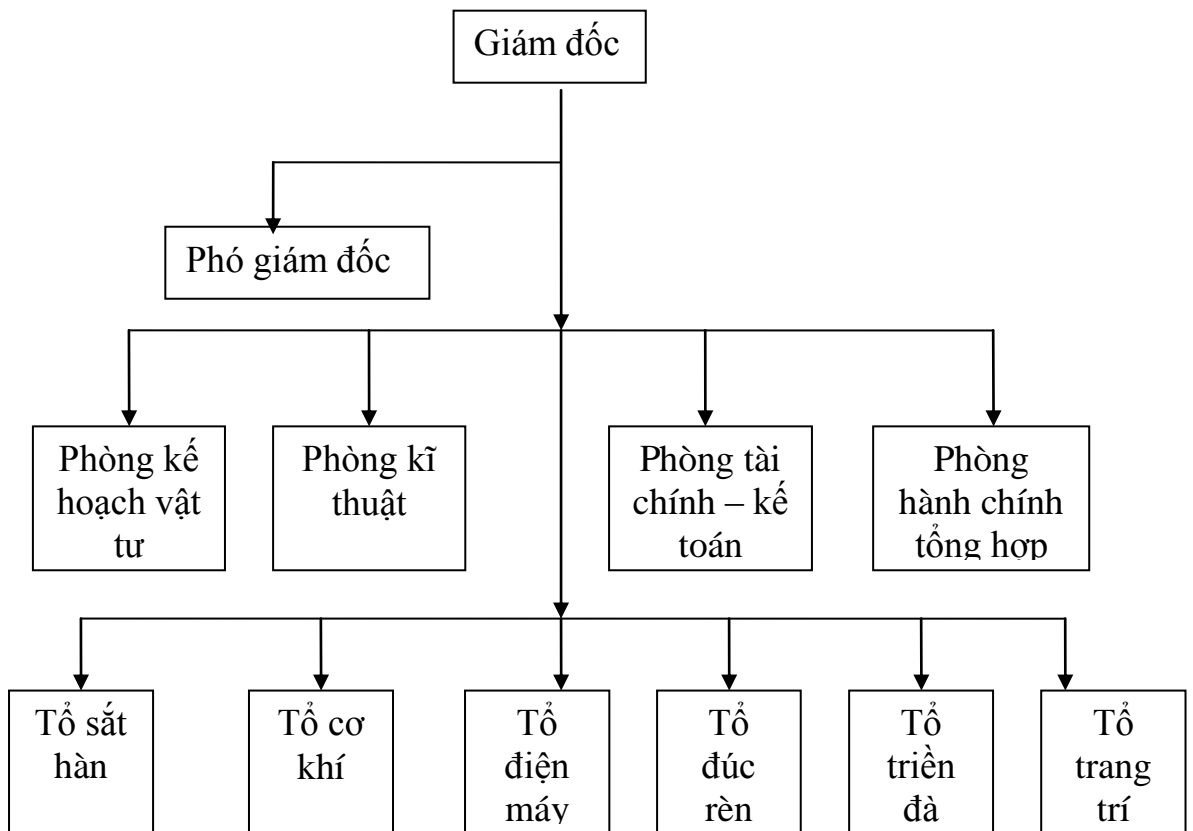 Giám đốc
Phó giám đốc
Phòng kế
hoạch vật
tư
Phòng kĩ
thuật
Phòng tài
chính – kế
toán
Phòng
hành chính
tổng hợp
Tổ sắt
hàn
Tổ cơ
khí
Tổ
điện
máy
Tổ
đúc
rèn
Tổ
triền
đà
Tổ
trang
trí